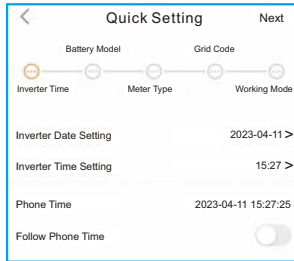 Quick Setting Next
Battery Model Grid Code
Inverter Time Meter Type Working Mode
Inverter Date Setting 2023-04-11 >
Inverter Time Setting 15:27 >
Phone Time 2023-04-11 15:27:25
Follow Phone Time